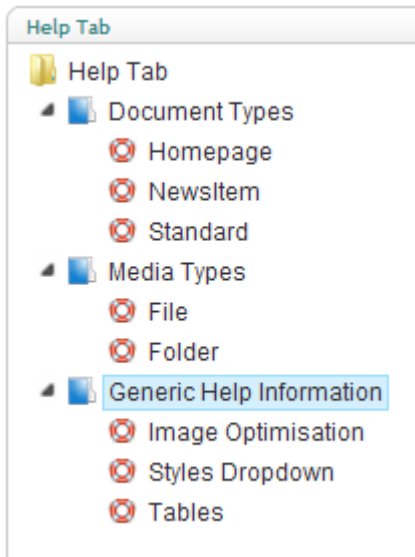 Help Tab
Help Tab
Document Types
Homepage
NewsItem
Standard
Media Types
File
Folder
Generic Help Information
Image Optimisation
Styles Dropdown
Tables